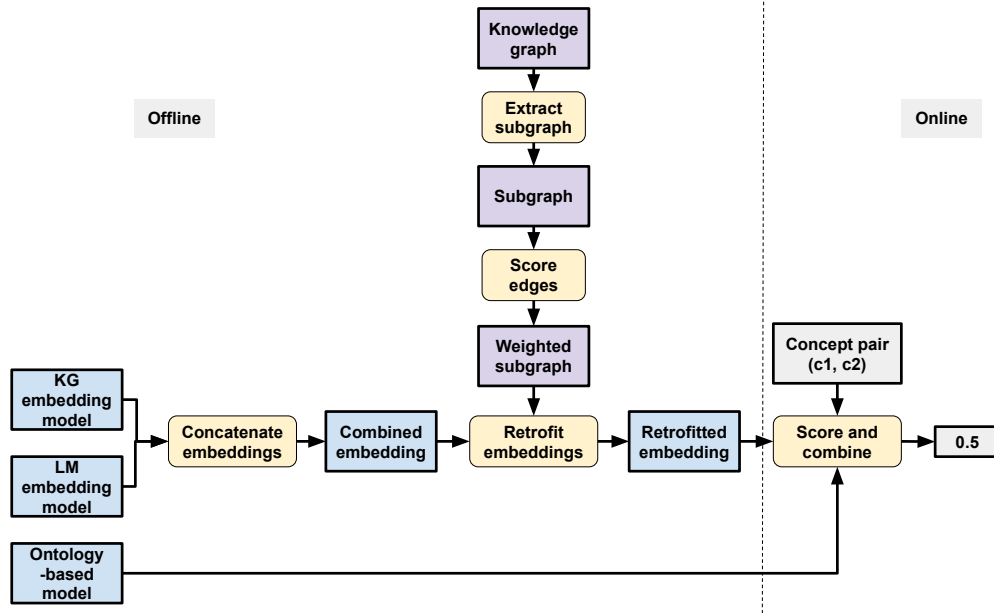 Knowledge
graph
Offline
Extract
subgraph
Online
Subgraph
Score
edges
Weighted
subgraph
Concept pair
(c1, c2)
KG
embedding
model
Concatenate
embeddings
Combined
embedding
Retrofit
embeddings
Retrofitted
embedding
Score and
combine
0.5
LM
embedding
model
Ontology
-based
model